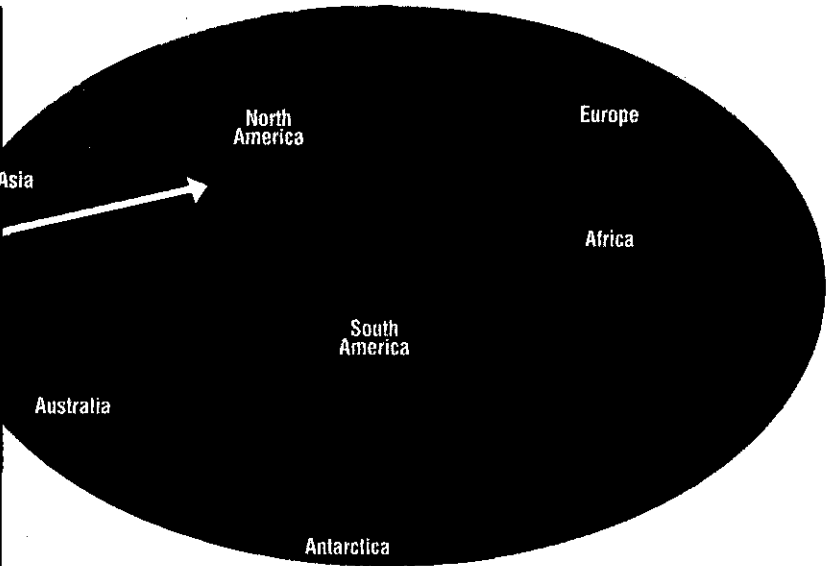 North
America
Europe
Asia
Africa
South
America
Australia
Antarctica